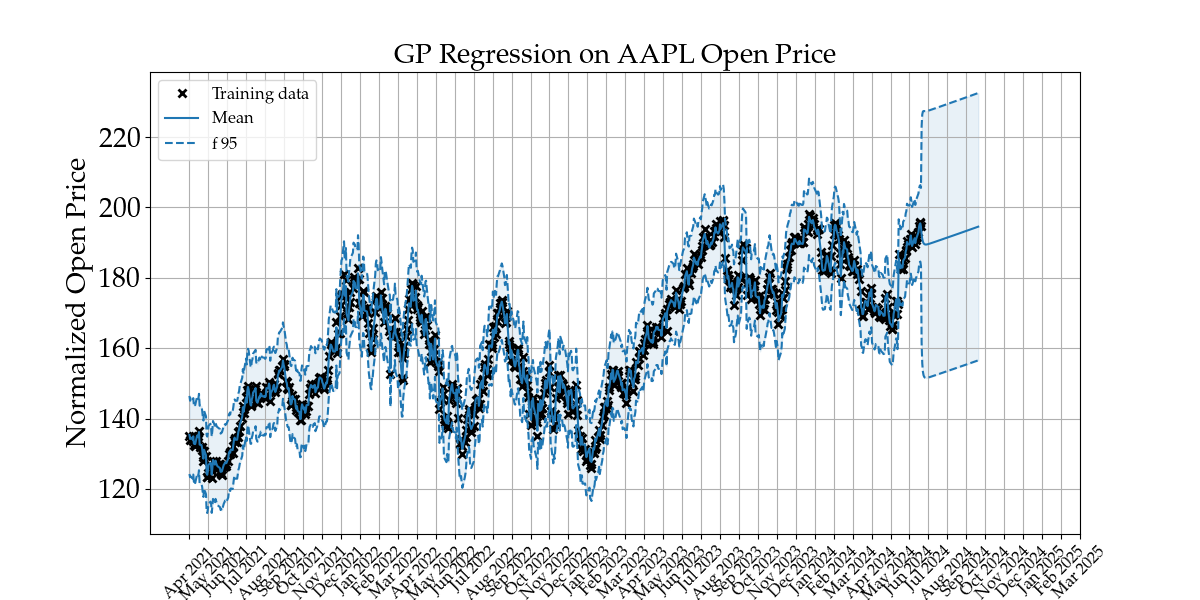 GP Regression on AAPL Open Price
Training data
Mean
f 95
Normalized Open Price
220
200
180
160
140
120
Apr 2021
May 2021
Jun 2021
Jul 2021
Aug 2021
Sep 2021
Oct 2021
Nov 2021
Dec 2021
Jan 2022
Feb 2022
Mar 2022
Apr 2022
May 2022
Jun 2022
Jul 2022
Aug 2022
Sep 2022
Oct 2022
Nov 2022
Dec 2022
Jan 2023
Feb 2023
Mar 2023
Apr 2023
May 2023
Jun 2023
Jul 2023
Aug 2023
Sep 2023
Oct 2023
Nov 2023
Dec 2023
Jan 2024
Feb 2024
Mar 2024
Apr 2024
May 2024
Jun 2024
Jul 2024
Aug 2024
Sep 2024
Oct 2024
Nov 2024
Dec 2024
Jan 2025
Feb 2025
Mar 2025